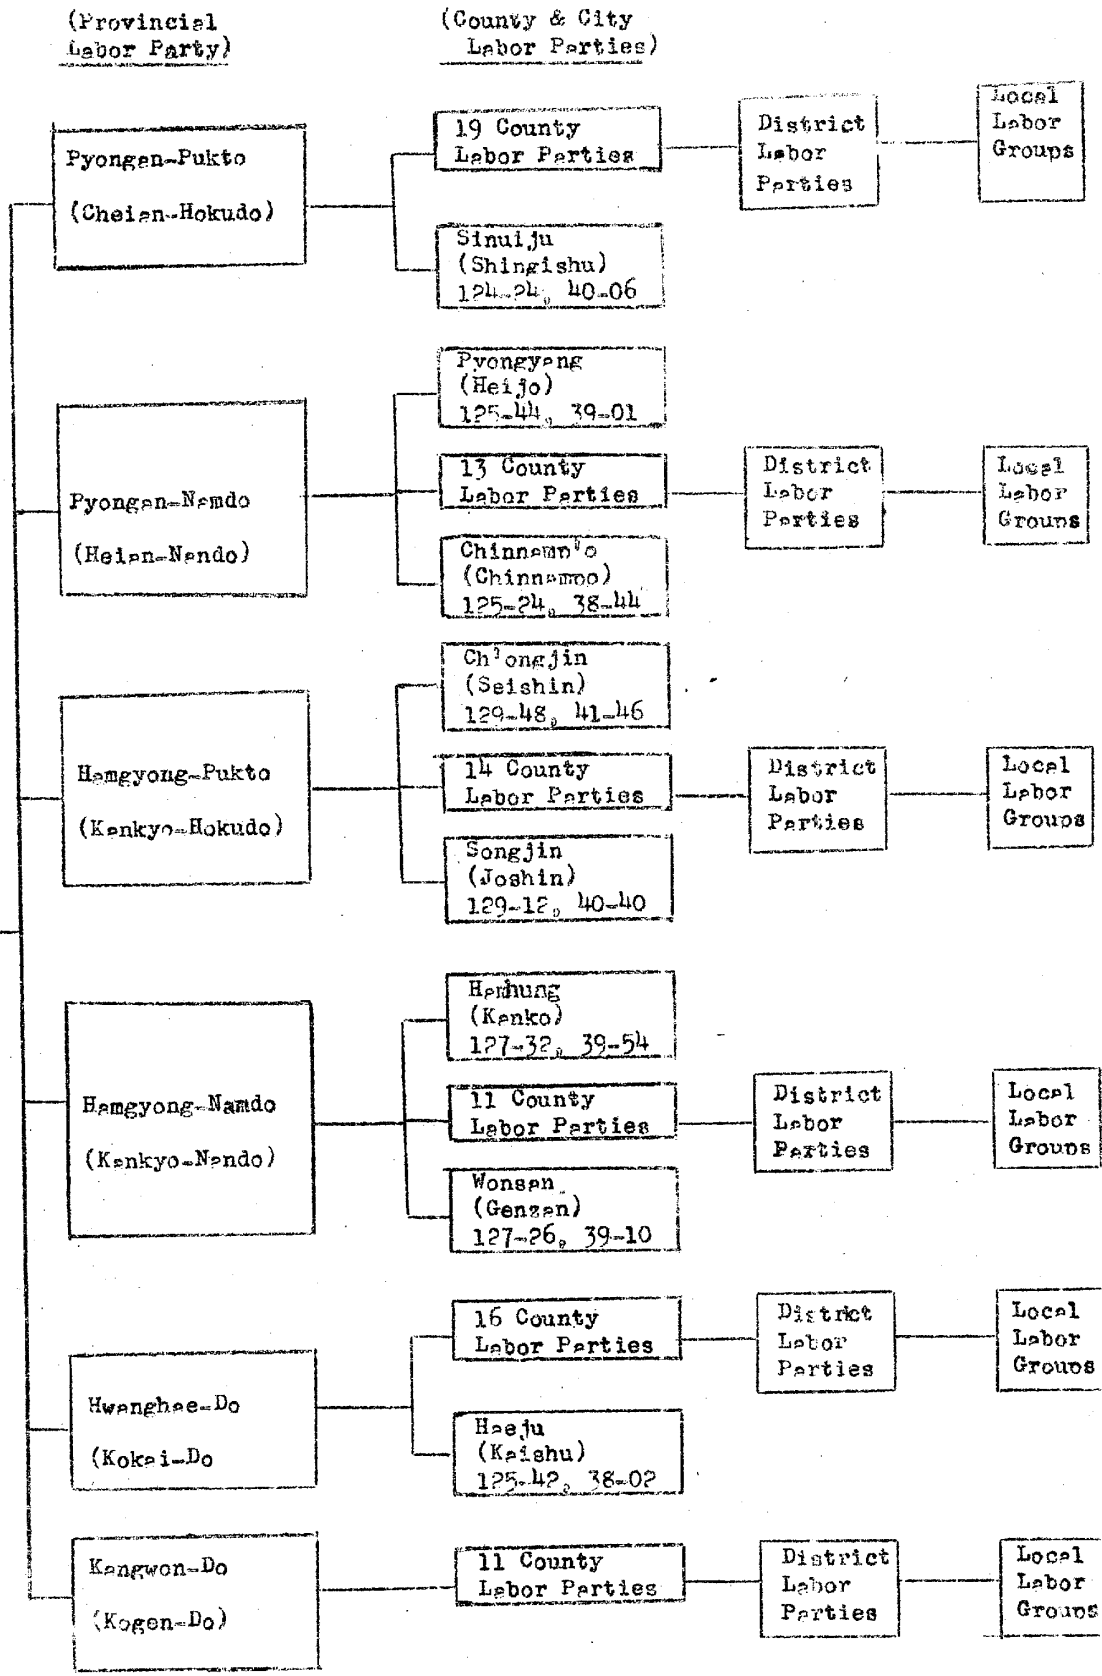 (Provincial
Labor Party)
(County & City
Labor Parties)
Pyongan-Pukto
(Cheian-Hokudo)
19 County
Labor Parties
District
Labor
Parties
Local
Labor
Groups
Sinuiju
(Shingishu)
124-24, 40-06
Pyongyang
(Heijo)
125-44, 39-01
Pyongan-Namdo
(Heian-Nando)
13 County
Labor Parties
District
Labor
Parties
Local
Labor
Groups
Chinnamp'o
(Chinnampo)
125-24, 38-44
Ch'ongjin
(Seishin)
129-48, 41-46
Hamgyong-Pukto
(Kankyo-Hokudo)
14 County
Labor Parties
District
Labor
Parties
Local
Labor
Groups
Songjin
(Joshin)
129-12, 40-40
Hamhung
(Kanko)
127-32, 39-54
Hamgyong-Namdo
(Kankyo-Nando)
11 County
Labor Parties
District
Labor
Parties
Local
Labor
Groups
Wonsan
(Genzan)
127-26, 39-10
16 County
Labor Parties
District
Labor
Parties
Local
Labor
Groups
Hwanghae-Do
(Kokai-Do
Haeju
(Kaishu)
125-42, 38-02
Kangwon-Do
(Kogen-Do)
11 County
Labor Parties
District
Labor
Parties
Local
Labor
Groups